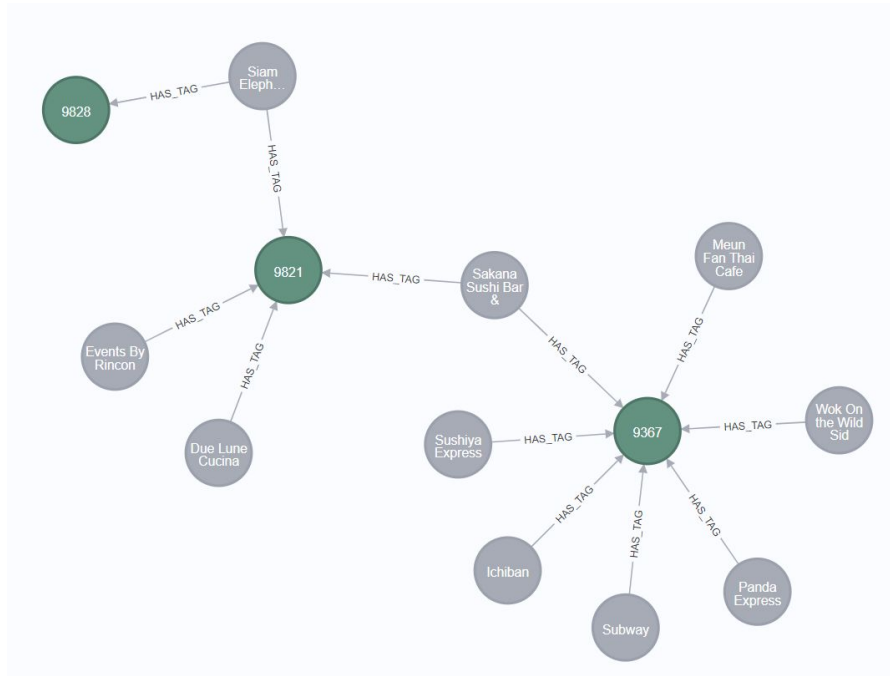 Siam
Eleph...
9828
HAS_TAG
HAS_TAG
9821
HAS_TAG
Sakana
Sushi Bar
&
Meun
Fan Thai
Cafe
HAS_TAG
Events By
Rincon
HAS_TAG
HAS_TAG
HAS_TAG
Due Lune
Cucina
Sushiya
Express
HAS_TAG
9367
HAS_TAG
Wok On
the Wild
Sid
HAS_TAG
HAS_TAG
HAS_TAG
Ichiban
Subway
Panda
Express